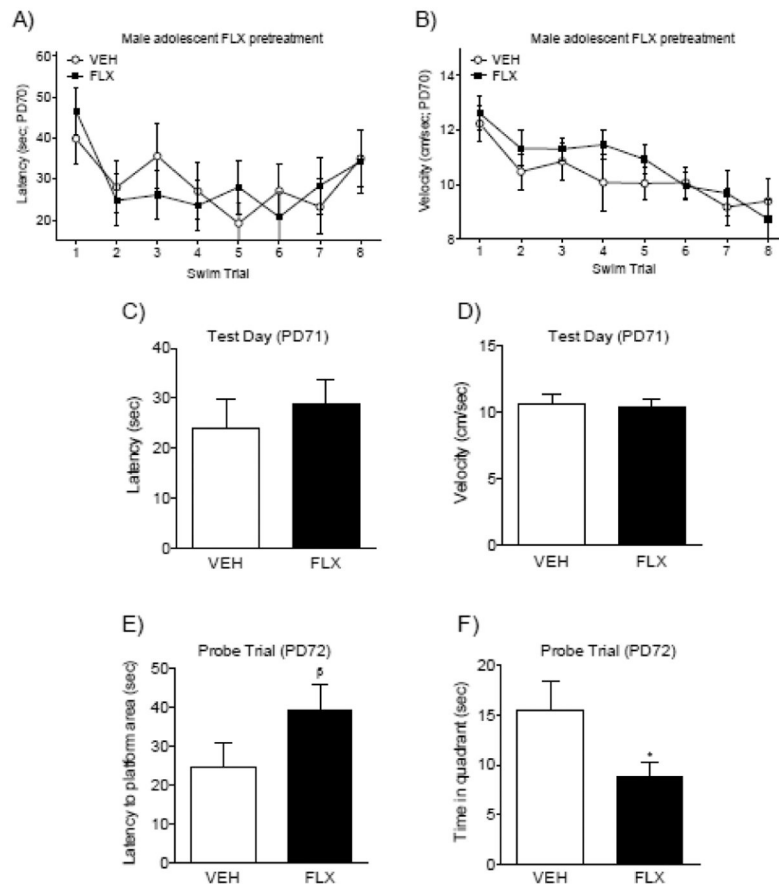 A)
Male adolescent FLX pretreatment
VEH
FLX
Latency (sec; PD70)
60
50
40
30
20
1 2 3 4 5 6 7 8
Swim Trial
B)
Male adolescent FLX pretreatment
VEH
FLX
Velocity (cm/sec; PD70)
14
12
10
8
1 2 3 4 5 6 7 8
Swim Trial
C)
Test Day (PD71)
Latency (sec)
40
30
20
10
0
VEH FLX
D)
Test Day (PD71)
Velocity (cm/sec)
15
10
5
0
VEH FLX
E)
Probe Trial (PD72)
Latency to platform area (sec)
50
40
30
20
10
0
β
VEH FLX
F)
Probe Trial (PD72)
Time in quadrant (sec)
20
15
10
5
0
*
VEH FLX